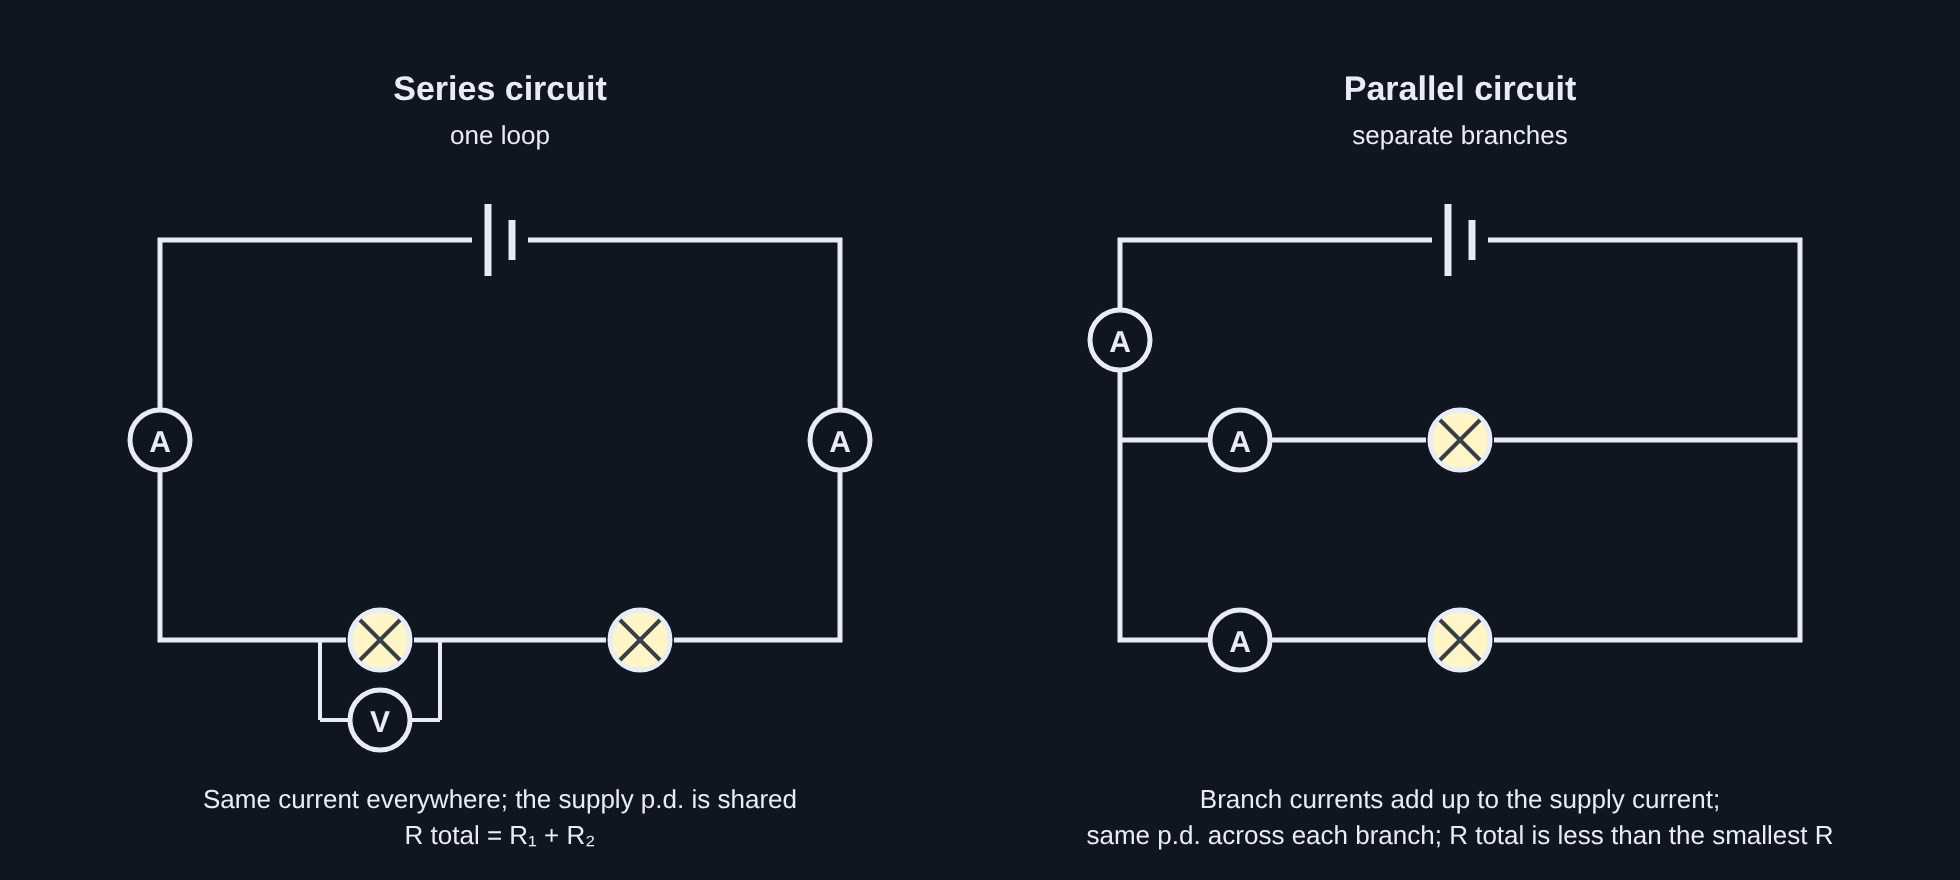 Series circuit
one loop
A
A
V
Same current everywhere; the supply p.d. is shared
R total = R₁ + R₂
Parallel circuit
separate branches
A
A
A
Branch currents add up to the supply current;
same p.d. across each branch; R total is less than the smallest R